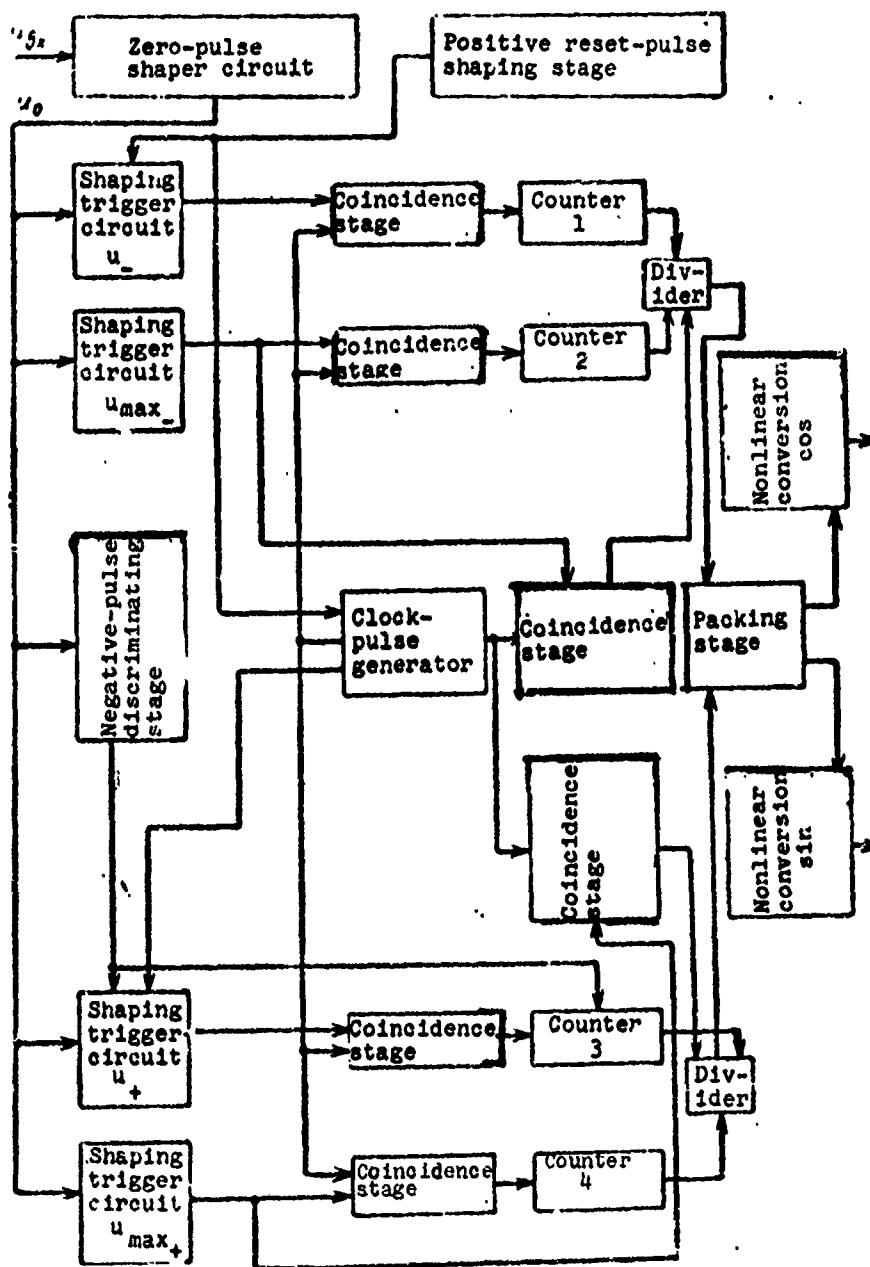 Zero-pulse
shaper circuit
Positive reset-pulse
shaping stage
u₀
Shaping
trigger
circuit
u_
Coincidence
stage
Counter
1
Div-
ider
Shaping
trigger
circuit
u max_
Coincidence
stage
Counter
2
Nonlinear
conversion
cos
Negative-pulse
discriminating
stage
Clock-
pulse
generator
Coincidence
stage
Packing
stage
Coincidence
stage
Nonlinear
conversion
sin
Shaping
trigger
circuit
u+
Coincidence
stage
Counter
3
Div-
ider
Shaping
trigger
circuit
u max+
Coincidence
stage
Counter
4